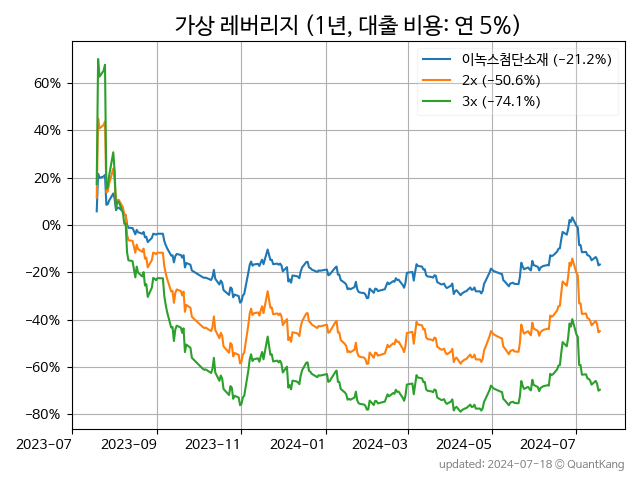 가상 레버리지 (1년, 대출 비용: 연 5%)
이녹스첨단소재 (-21.2%)
2x (-50.6%)
3x (-74.1%)
60%
40%
20%
0%
-20%
-40%
-60%
-80%
2023-07 2023-09 2023-11 2024-01 2024-03 2024-05 2024-07
updated: 2024-07-18 © QuantKang